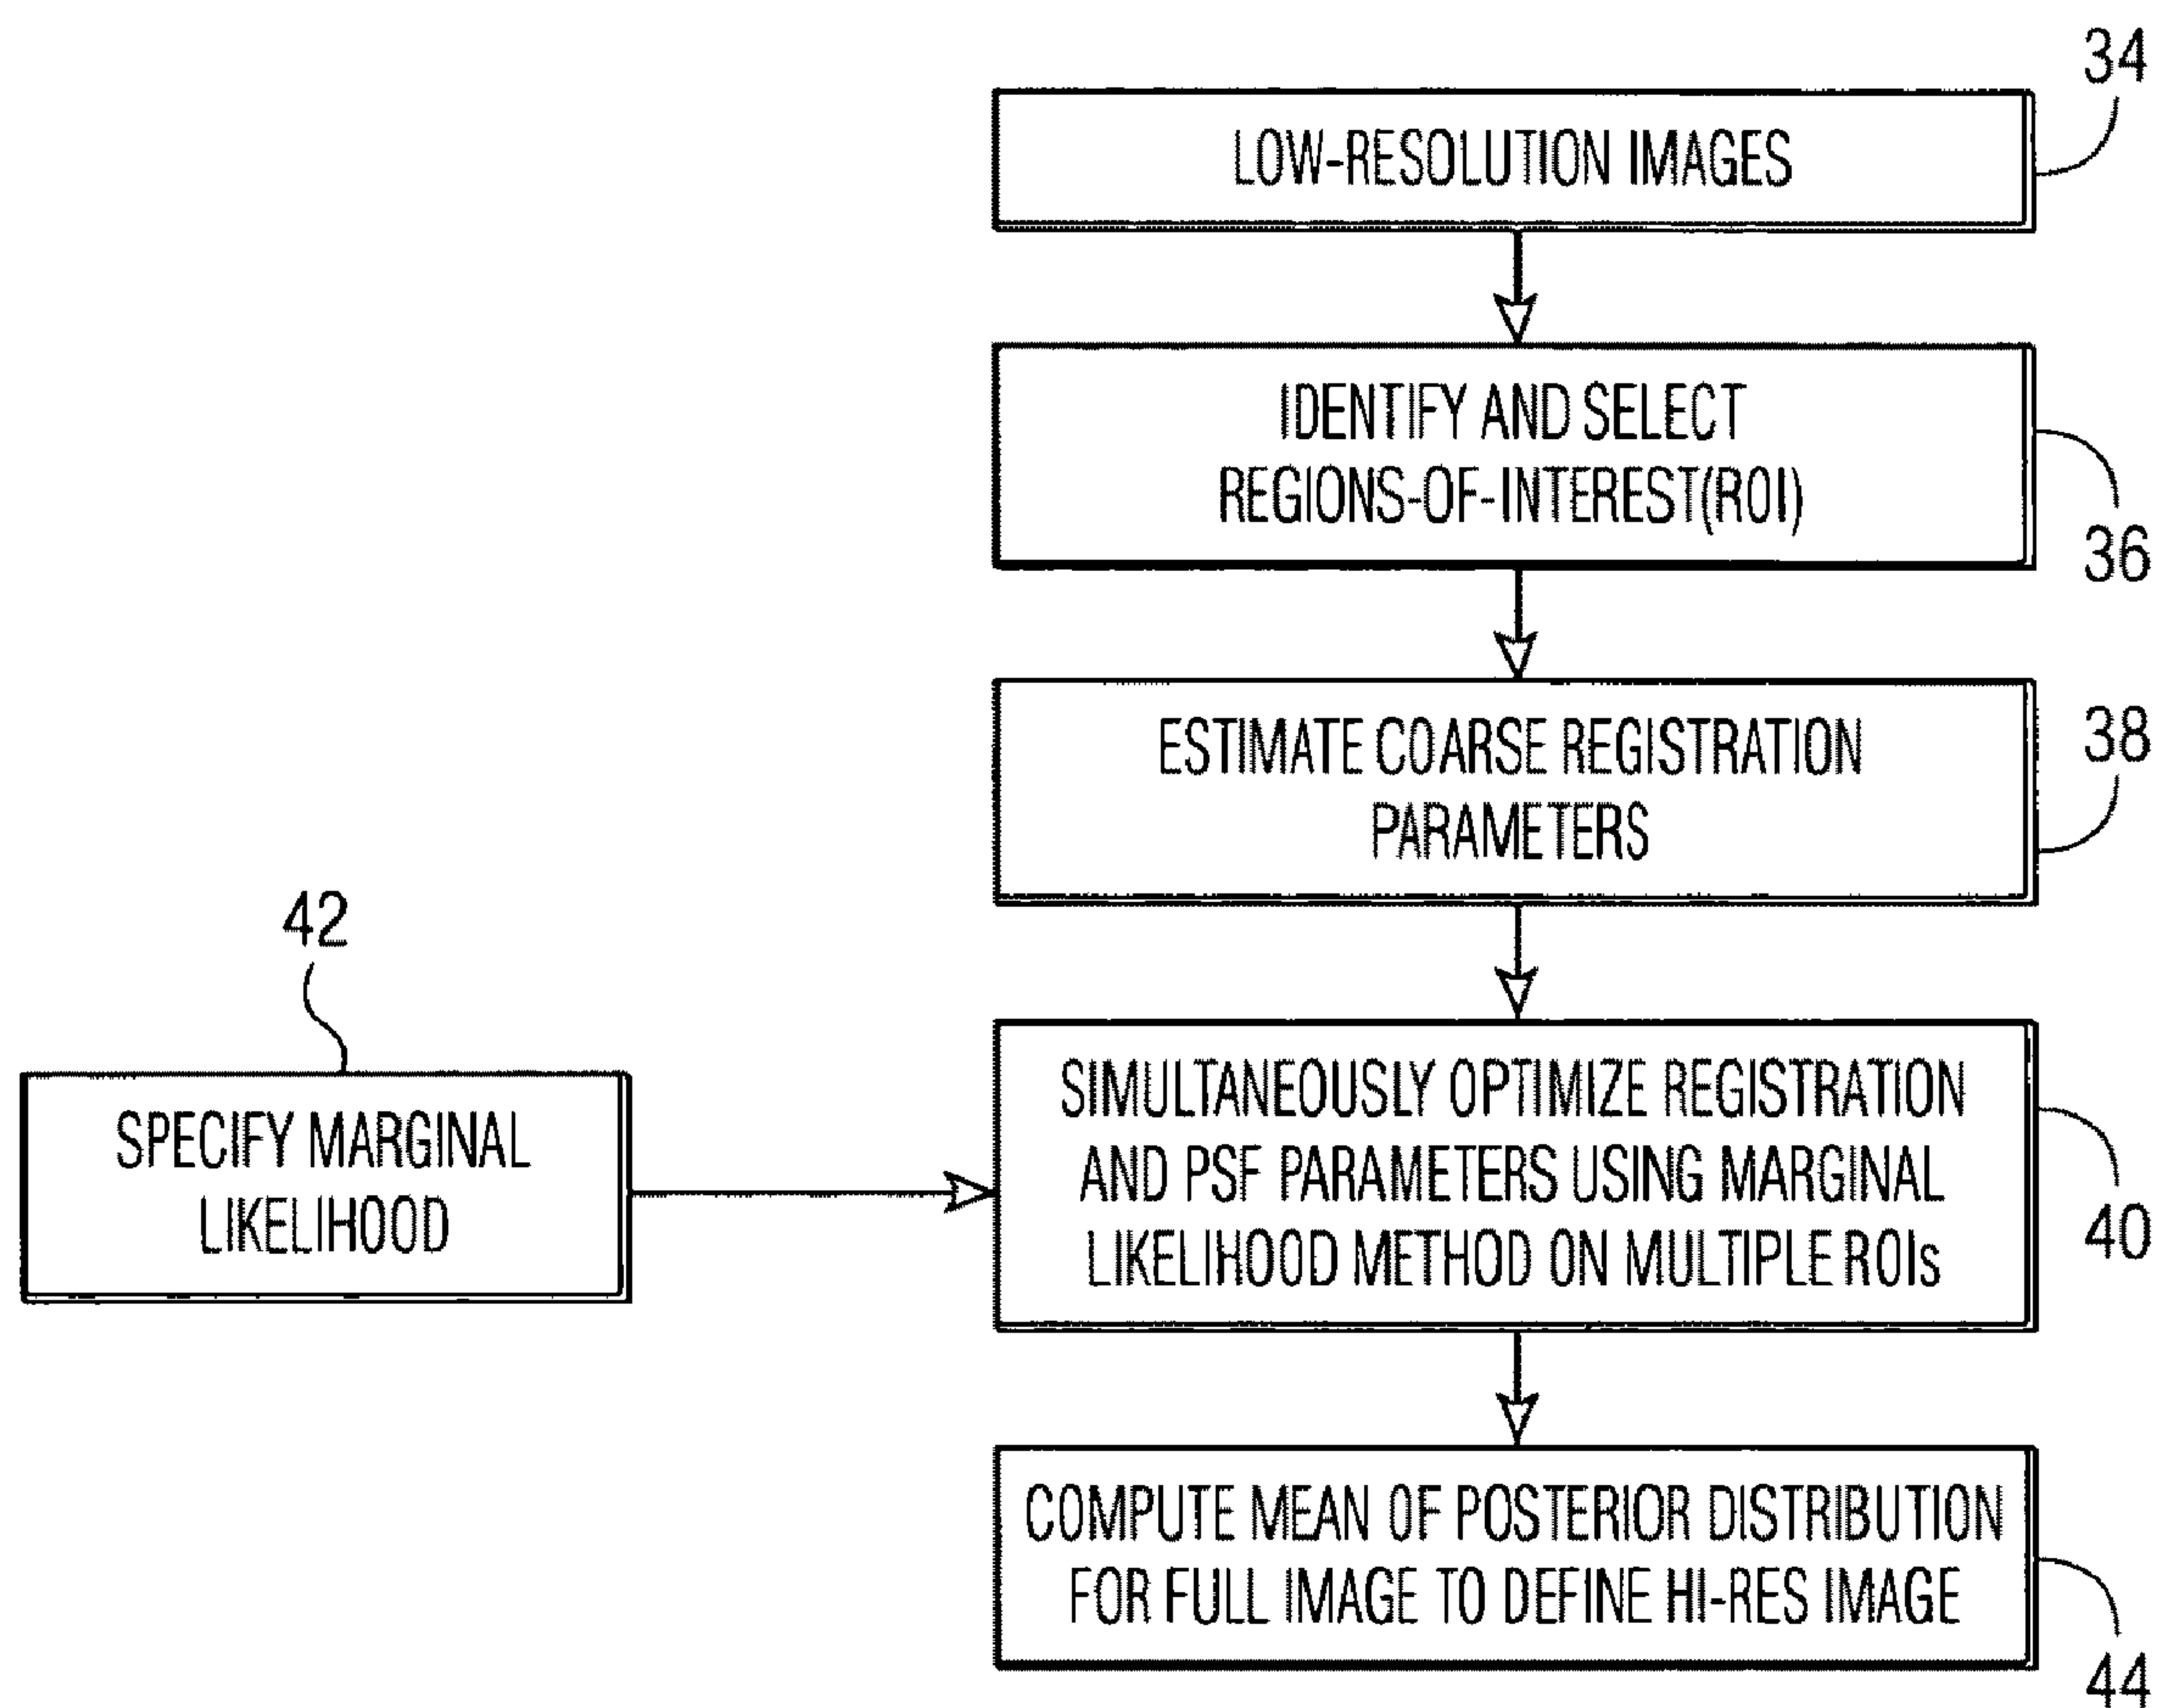 34
LOW-RESOLUTION IMAGES
IDENTIFY AND SELECT
REGIONS-OF-INTEREST(ROI)
36
ESTIMATE COARSE REGISTRATION
PARAMETERS
38
42
SPECIFY MARGINAL
LIKELIHOOD
SIMULTANEOUSLY OPTIMIZE REGISTRATION
AND PSF PARAMETERS USING MARGINAL
LIKELIHOOD METHOD ON MULTIPLE ROIs
40
COMPUTE MEAN OF POSTERIOR DISTRIBUTION
FOR FULL IMAGE TO DEFINE HI-RES IMAGE
44